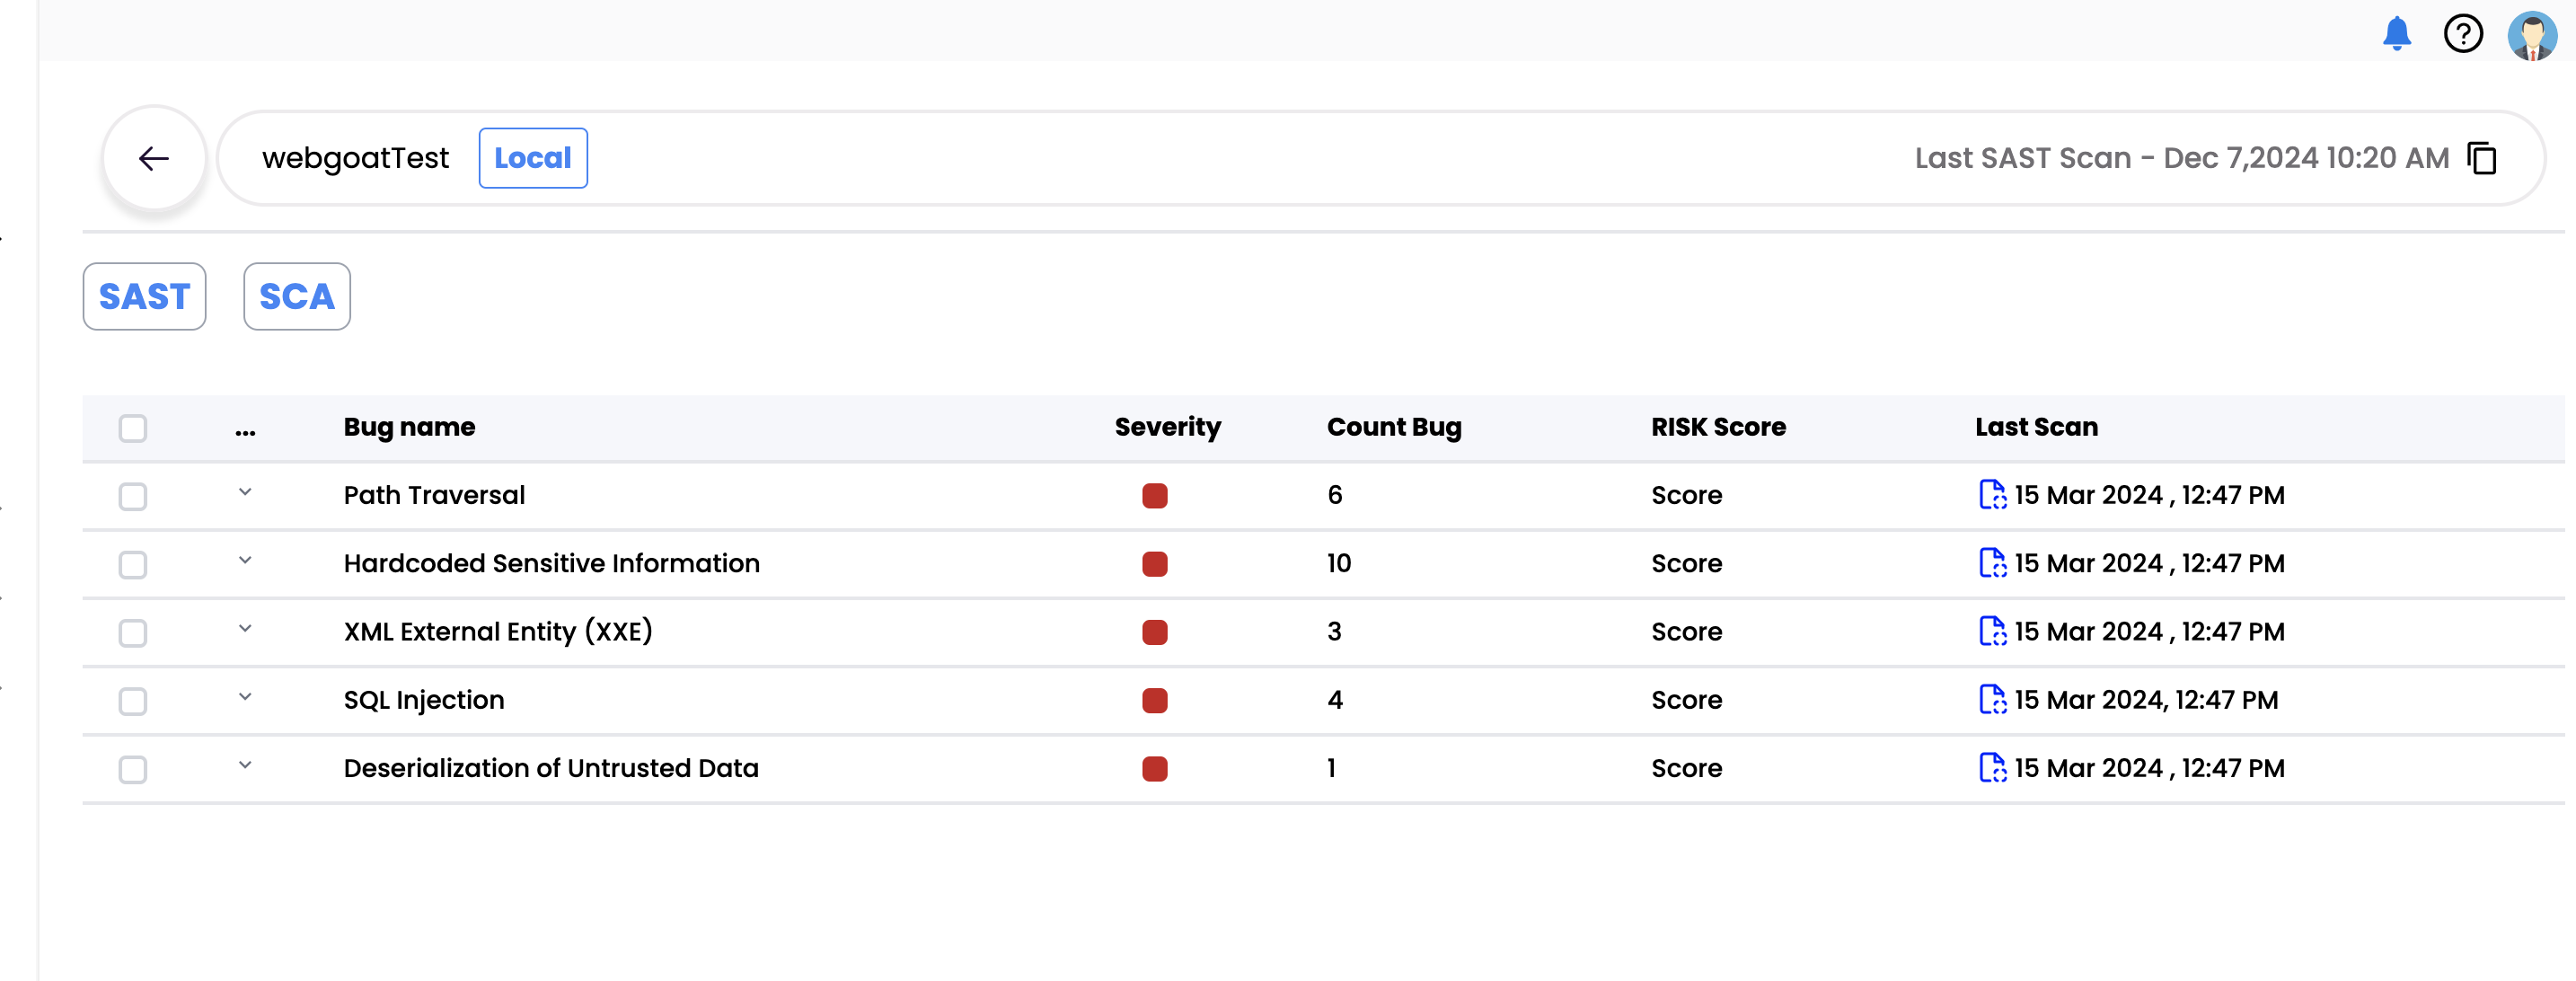 webgoatTest Local Last SAST Scan - Dec 7,2024 10:20 AM
SAST SCA
... Bug name Severity Count Bug RISK Score Last Scan
Path Traversal 6 Score 15 Mar 2024 , 12:47 PM
Hardcoded Sensitive Information 10 Score 15 Mar 2024 , 12:47 PM
XML External Entity (XXE) 3 Score 15 Mar 2024 , 12:47 PM
SQL Injection 4 Score 15 Mar 2024, 12:47 PM
Deserialization of Untrusted Data 1 Score 15 Mar 2024 , 12:47 PM